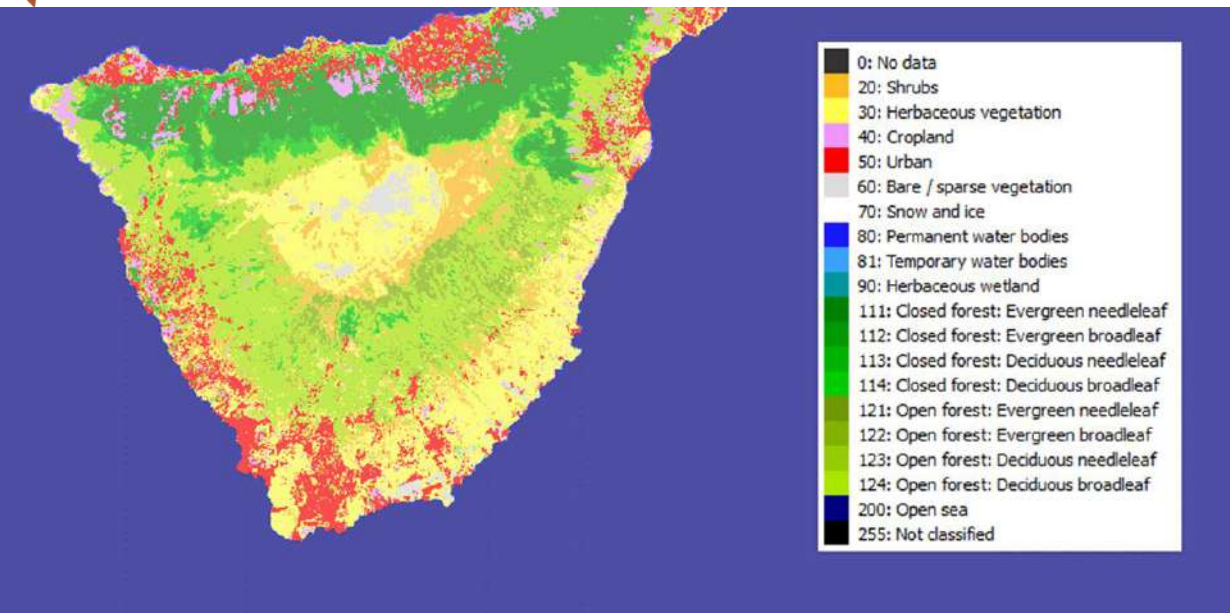 0: No data
20: Shrubs
30: Herbaceous vegetation
40: Cropland
50: Urban
60: Bare / sparse vegetation
70: Snow and ice
80: Permanent water bodies
81: Temporary water bodies
90: Herbaceous wetland
111: Closed forest: Evergreen needleleaf
112: Closed forest: Evergreen broadleaf
113: Closed forest: Deciduous needleleaf
114: Closed forest: Deciduous broadleaf
121: Open forest: Evergreen needleleaf
122: Open forest: Evergreen broadleaf
123: Open forest: Deciduous needleleaf
124: Open forest: Deciduous broadleaf
200: Open sea
255: Not classified